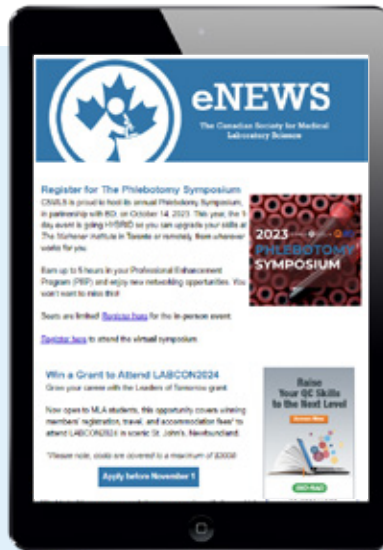 eNEWS
The Canadian Society for Medical
Laboratory Science
Register for The Phlebotomy Symposium
CSMLS is proud to host its annual Phlebotomy Symposium,
in partnership with BD, on October 14, 2023. This year, the 1-
day event is going HYBRID so you can upgrade your skills at
The Michener Institute in Toronto or remotely from wherever
works for you.
Earn up to 5 hours in your Professional Enhancement
Program (PEP) and enjoy new networking opportunities. You
won't want to miss this!
Seats are limited! Register here for the in-person event.
Register here to attend the virtual symposium.
2023
PHLEBOTOMY
SYMPOSIUM
Win a Grant to Attend LABCON2024
Grow your career with the Leaders of Tomorrow grant.
Now open to MLA students, this opportunity covers winning
members' registration, travel, and accommodation fees* to
attend LABCON2024 in scenic St. John's, Newfoundland.
*Please note, costs are covered to a maximum of $3000
Apply before November 1
Raise
Your QC Skills
to the Next Level
BIO-RAD